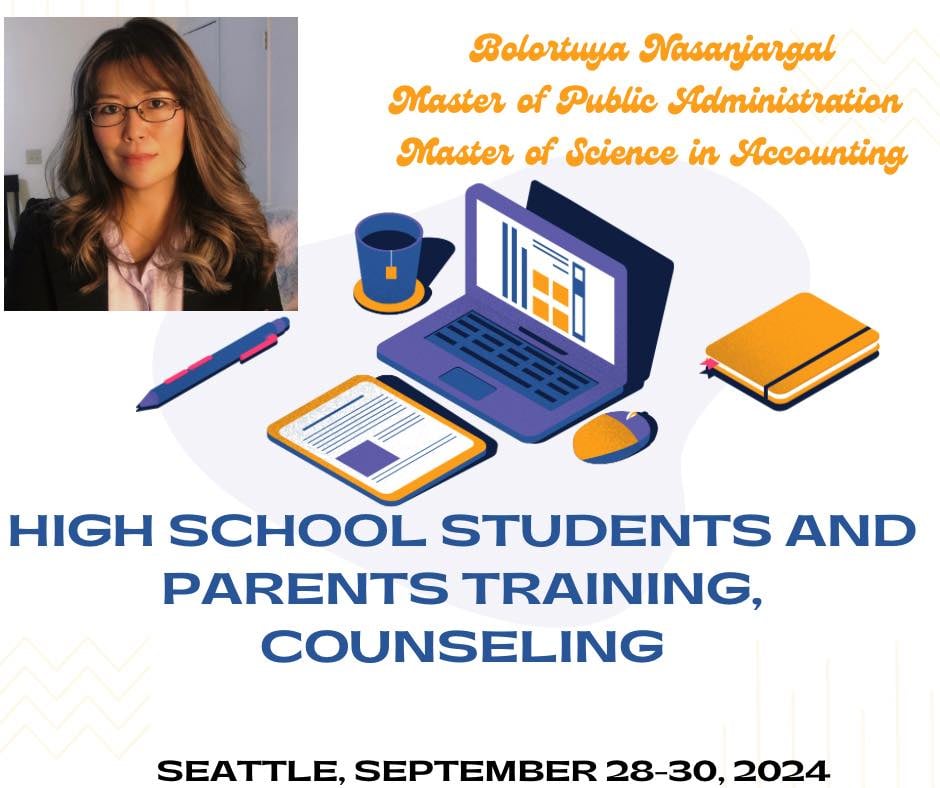 Bolortuya Nasanjargal
Master of Public Administration
Master of Science in Accounting
HIGH SCHOOL STUDENTS AND
PARENTS TRAINING,
COUNSELING
SEATTLE, SEPTEMBER 28-30, 2024